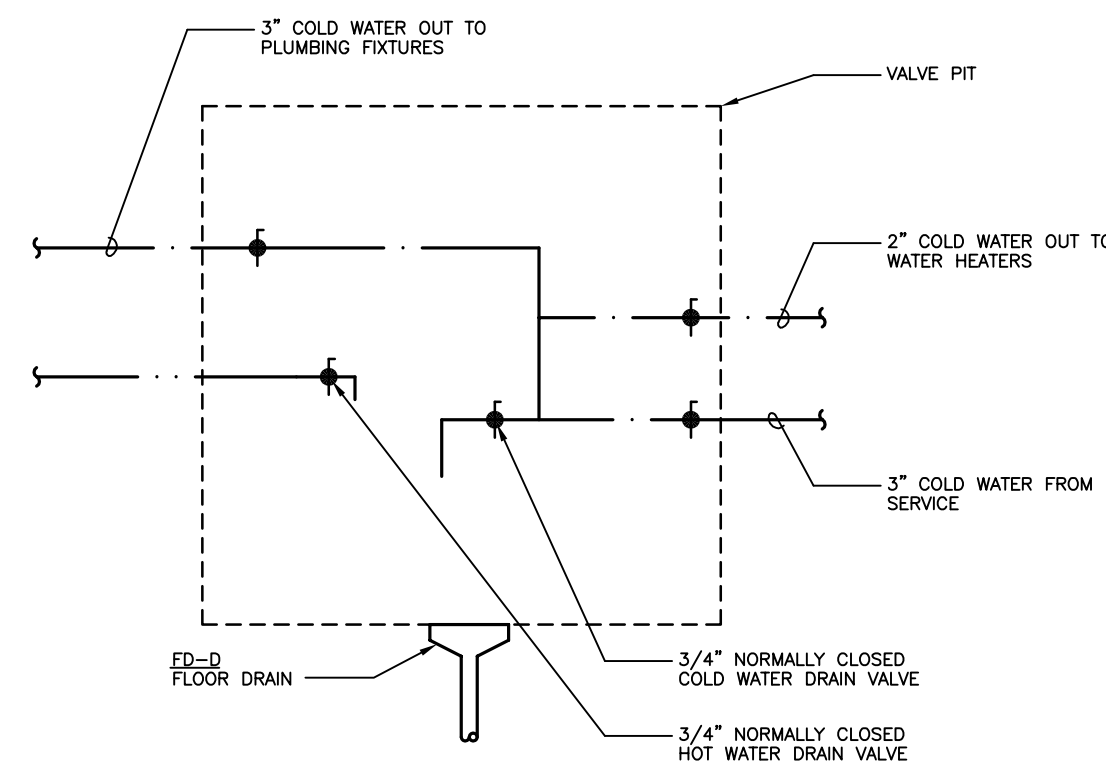 3” COLD WATER OUT TO
PLUMBING FIXTURES
VALVE PIT
2” COLD WATER OUT TO
WATER HEATERS
3” COLD WATER FROM
SERVICE
FD-D
FLOOR DRAIN
3/4” NORMALLY CLOSED
COLD WATER DRAIN VALVE
3/4” NORMALLY CLOSED
HOT WATER DRAIN VALVE